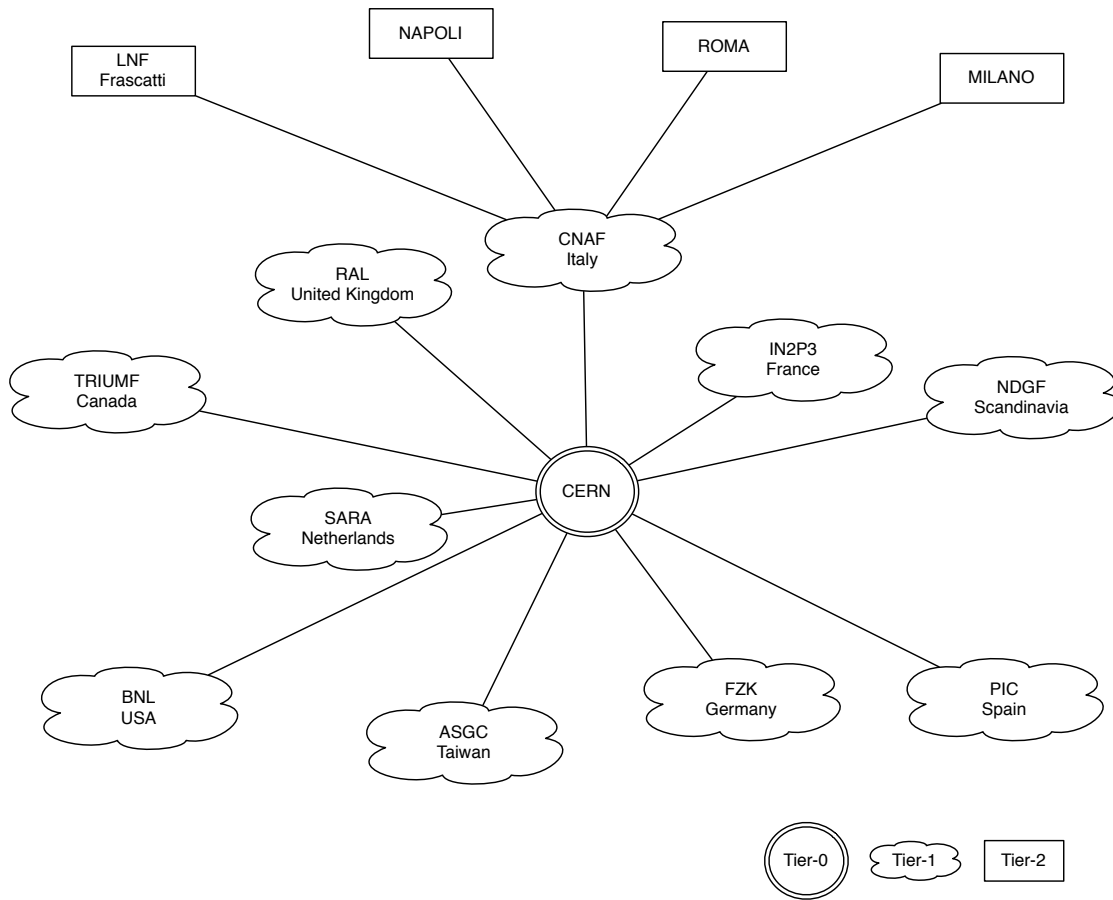 NAPOLI
ROMA
LNF
Frascatti
MILANO
CNAF
Italy
RAL
United Kingdom
IN2P3
France
TRIUMF
Canada
NDGF
Scandinavia
CERN
SARA
Netherlands
BNL
USA
ASGC
Taiwan
FZK
Germany
PIC
Spain
Tier-0
Tier-1
Tier-2